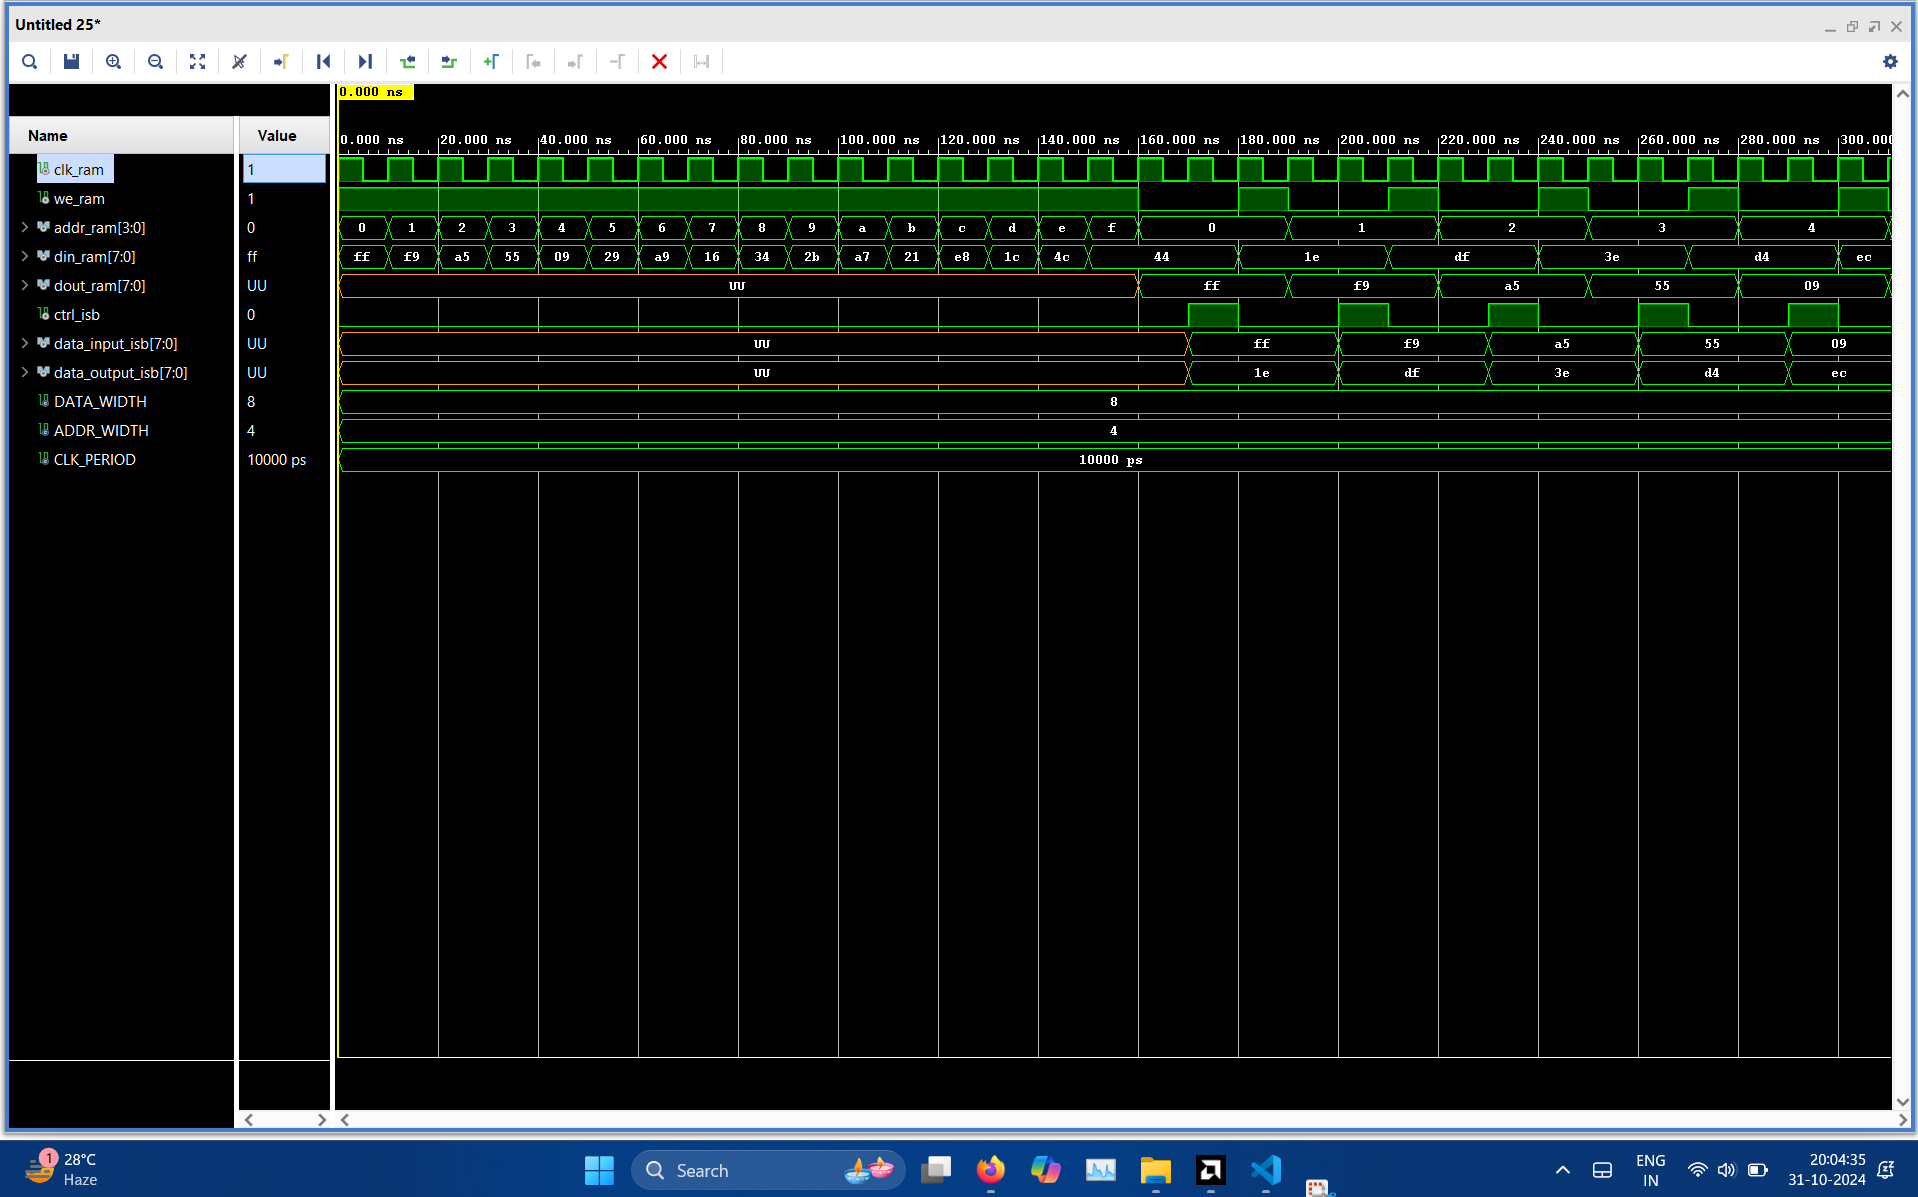 Untitled 25*
0.000 ns
Name Value
0.000 ns 20.000 ns 40.000 ns 60.000 ns 80.000 ns 100.000 ns 120.000 ns 140.000 ns 160.000 ns 180.000 ns 200.000 ns 220.000 ns 240.000 ns 260.000 ns 280.000 ns 300.000
clk_ram 1
we_ram 1
addr_ram[3:0] 0 0 1 2 3 4 5 6 7 8 9 a b c d e f 0 1 2 3 4
din_ram[7:0] ff ff f9 a5 55 09 29 a9 16 34 2b a7 21 e8 1c 4c 44 1e df 3e d4 ec
dout_ram[7:0] UU UU ff f9 a5 55 09
ctrl_isb 0
data_input_isb[7:0] UU UU ff f9 a5 55 09
data_output_isb[7:0] UU UU 1e df 3e d4 ec
DATA_WIDTH 8 8
ADDR_WIDTH 4 4
CLK_PERIOD 10000 ps 10000 ps
1
28°C
Haze
Search
ENG
IN
20:04:35
31-10-2024